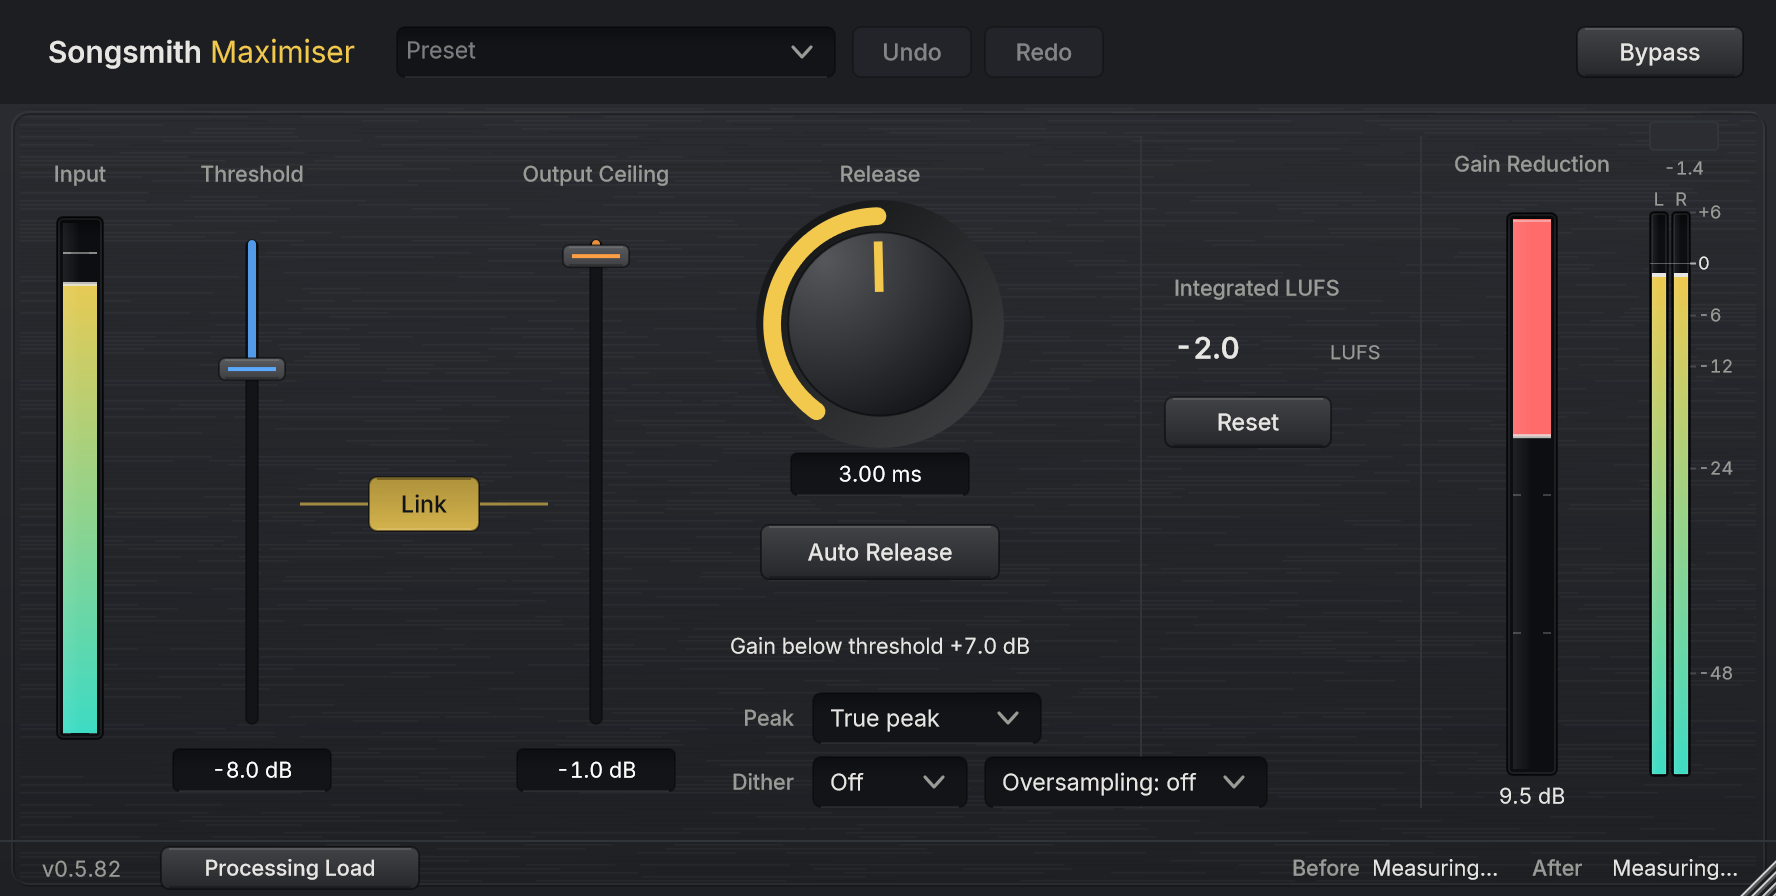 Songsmith Maximiser
Preset
Undo
Redo
Bypass
Input
Threshold
Output Ceiling
Release
Gain Reduction
-1.4
L R
+6
0
-6
-12
-24
-48
Integrated LUFS
-2.0 LUFS
Reset
3.00 ms
Link
Auto Release
Gain below threshold +7.0 dB
Peak True peak
Dither Off Oversampling: off
-8.0 dB
-1.0 dB
9.5 dB
v0.5.82
Processing Load
Before Measuring... After Measuring...